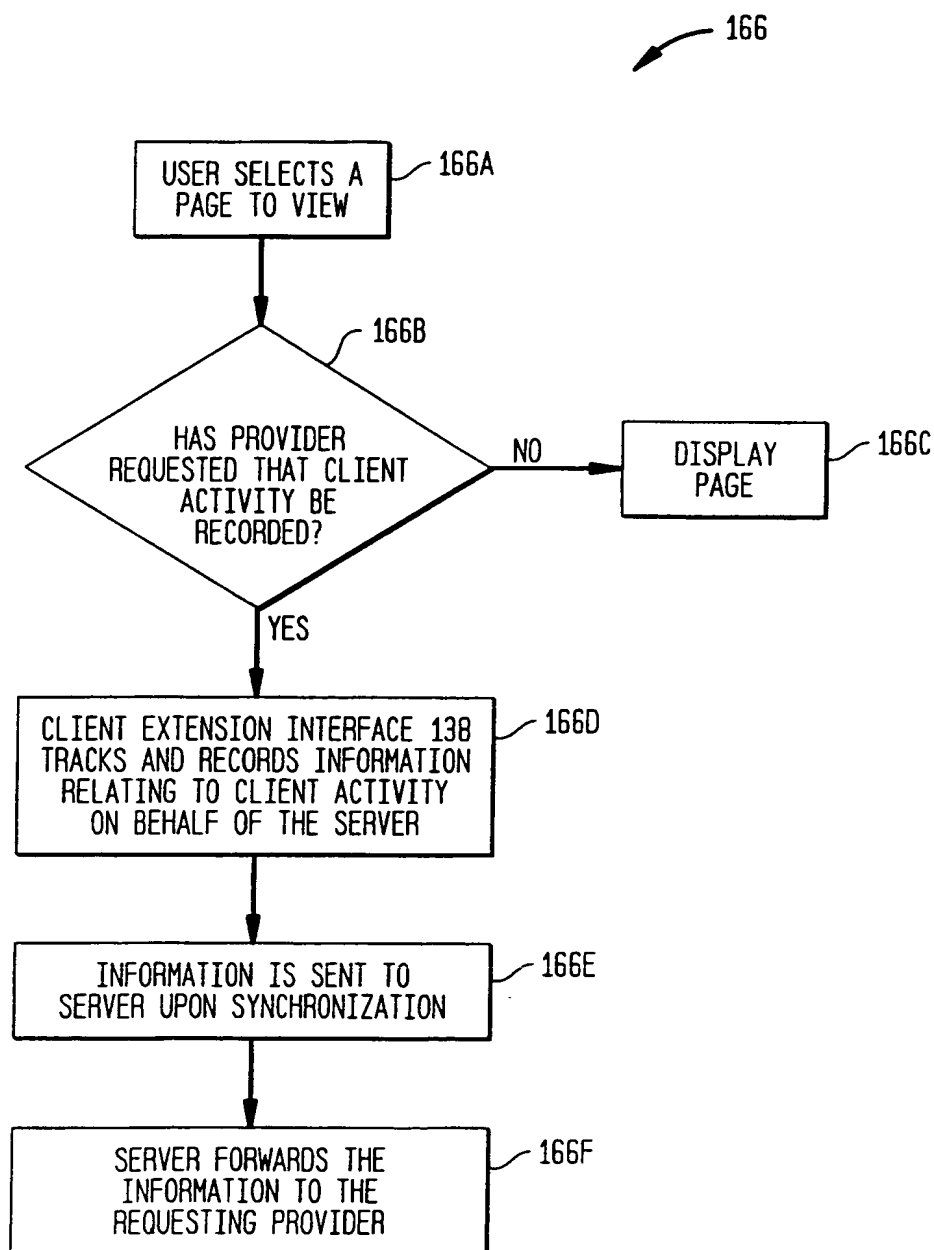 166
USER SELECTS A
PAGE TO VIEW
166A
166B
HAS PROVIDER
REQUESTED THAT CLIENT
ACTIVITY BE
RECORDED?
NO
DISPLAY
PAGE
166C
YES
CLIENT EXTENSION INTERFACE 138
TRACKS AND RECORDS INFORMATION
RELATING TO CLIENT ACTIVITY
ON BEHALF OF THE SERVER
166D
INFORMATION IS SENT TO
SERVER UPON SYNCHRONIZATION
166E
SERVER FORWARDS THE
INFORMATION TO THE
REQUESTING PROVIDER
166F